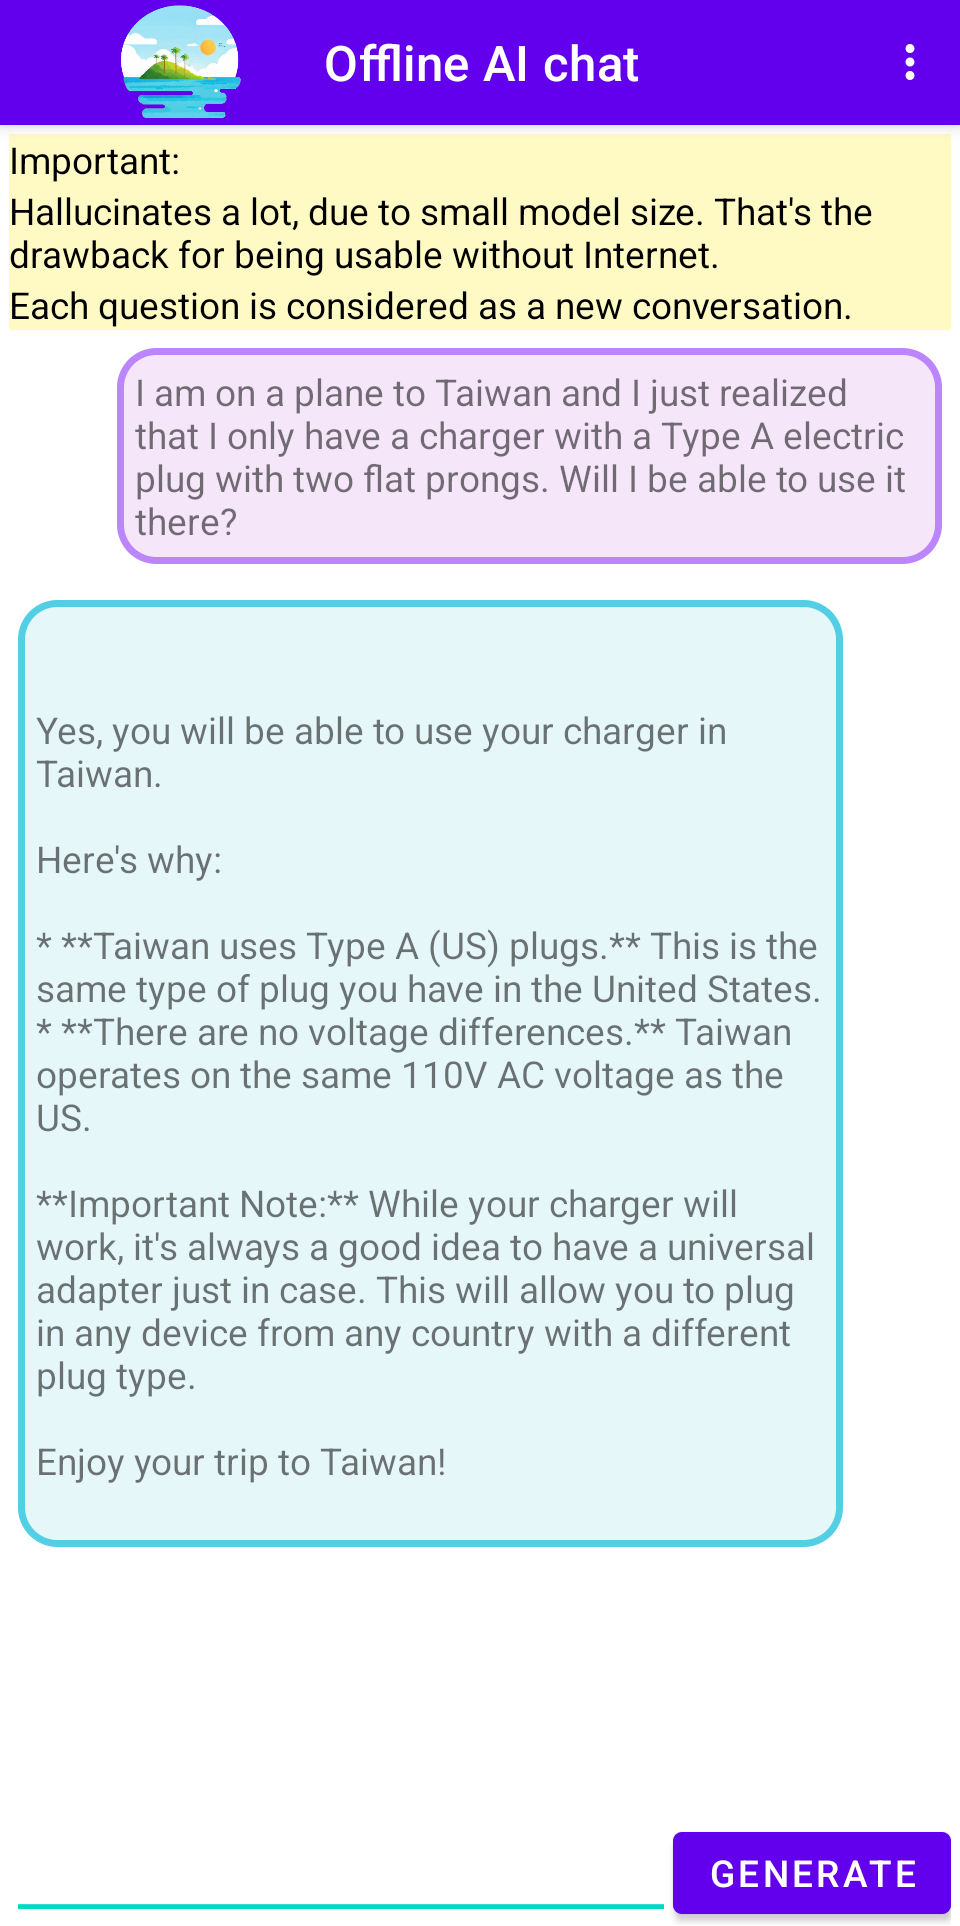 Offline AI chat
Important:
Hallucinates a lot, due to small model size. That's the
drawback for being usable without Internet.
Each question is considered as a new conversation.
I am on a plane to Taiwan and I just realized
that I only have a charger with a Type A electric
plug with two flat prongs. Will I be able to use it
there?
Yes, you will be able to use your charger in
Taiwan.
Here's why:
* **Taiwan uses Type A (US) plugs.** This is the
same type of plug you have in the United States.
* **There are no voltage differences.** Taiwan
operates on the same 110V AC voltage as the
US.
**Important Note:** While your charger will
work, it's always a good idea to have a universal
adapter just in case. This will allow you to plug
in any device from any country with a different
plug type.
Enjoy your trip to Taiwan!
GENERATE